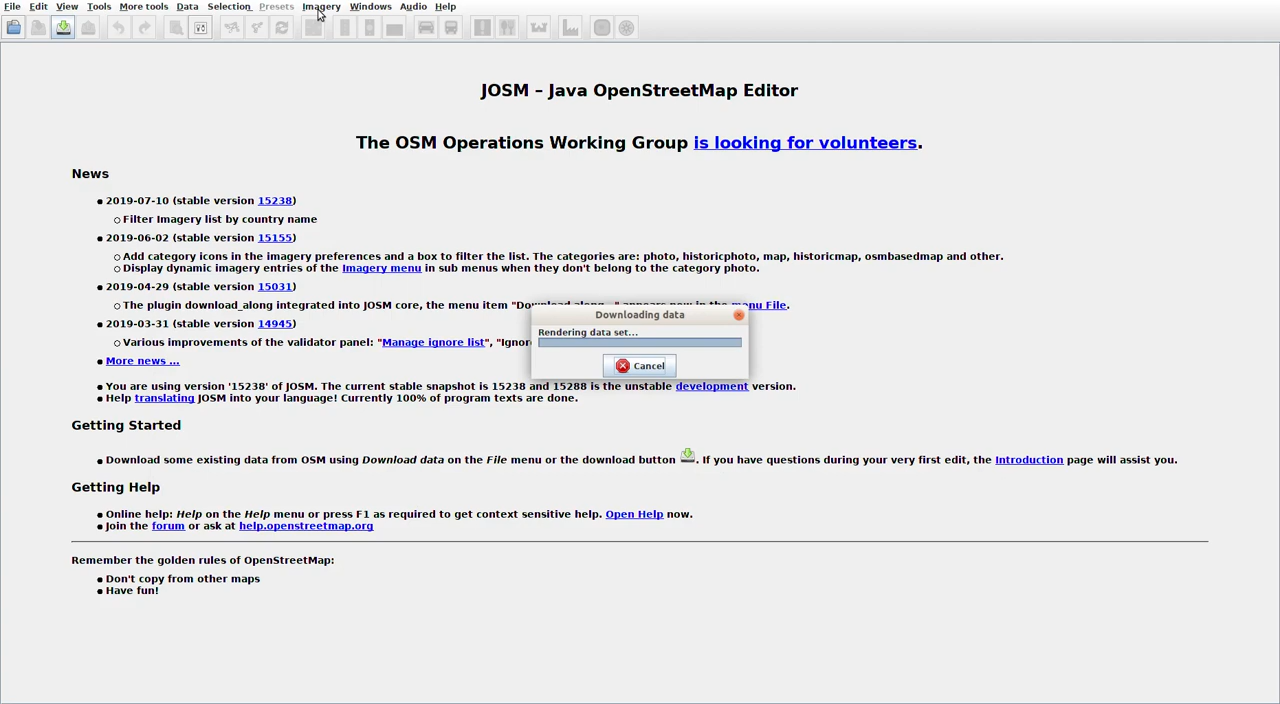 File Edit View Tools More tools Data Selection Presets Imagery Windows Audio Help
JOSM – Java OpenStreetMap Editor
The OSM Operations Working Group is looking for volunteers.
News
2019-07-10 (stable version 15238)
Filter Imagery list by country name
2019-06-02 (stable version 15155)
Add category icons in the imagery preferences and a box to filter the list. The categories are: photo, historicphoto, map, historicmap, osmbasedmap and other.
Display dynamic imagery entries of the Imagery menu in sub menus when they don't belong to the category photo.
2019-04-29 (stable version 15031)
The plugin download_along integrated into JOSM core, the menu item "Download along..." appears now in the menu File.
Downloading data
2019-03-31 (stable version 14945)
Rendering data set...
Various improvements of the validator panel: "Manage ignore list", "Ignor
More news ...
Cancel
You are using version '15238' of JOSM. The current stable snapshot is 15238 and 15288 is the unstable development version.
Help translating JOSM into your language! Currently 100% of program texts are done.
Getting Started
Download some existing data from OSM using Download data on the File menu or the download button . If you have questions during your very first edit, the Introduction page will assist you.
Getting Help
Online help: Help on the Help menu or press F1 as required to get context sensitive help. Open Help now.
Join the forum or ask at help.openstreetmap.org
Remember the golden rules of OpenStreetMap:
Don't copy from other maps
Have fun!